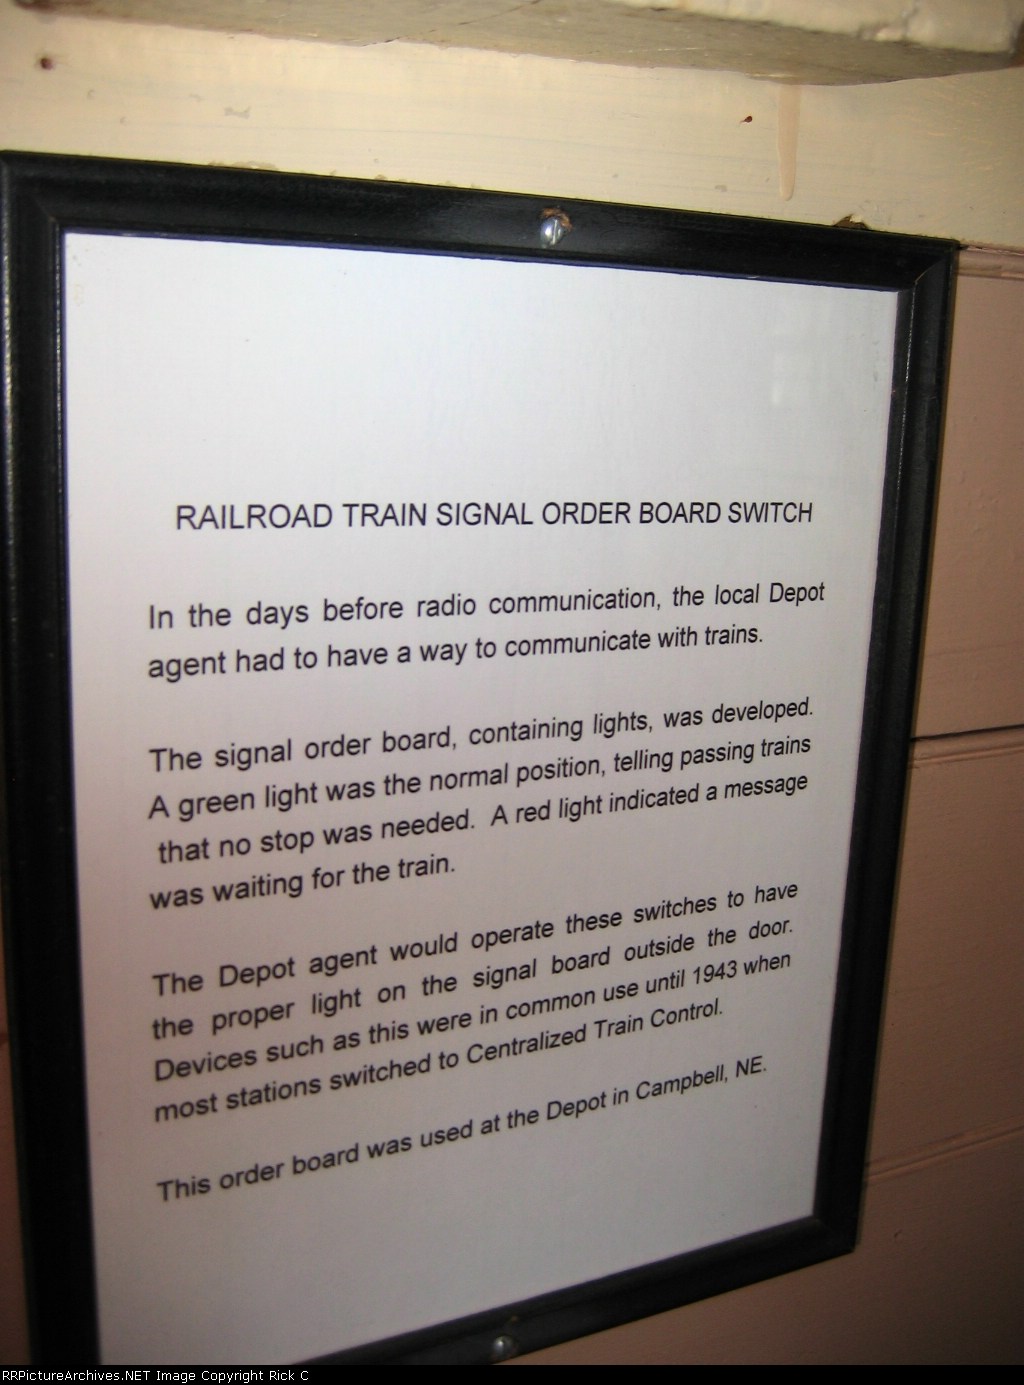 RAILROAD TRAIN SIGNAL ORDER BOARD SWITCH
In the days before radio communication, the local Depot
agent had to have a way to communicate with trains.
The signal order board, containing lights, was developed.
A green light was the normal position, telling passing trains
that no stop was needed. A red light indicated a message
was waiting for the train.
The Depot agent would operate these switches to have
the proper light on the signal board outside the door.
Devices such as this were in common use until 1943 when
most stations switched to Centralized Train Control.
This order board was used at the Depot in Campbell, NE.
RRPictureArchives.NET Image Copyright Rick C